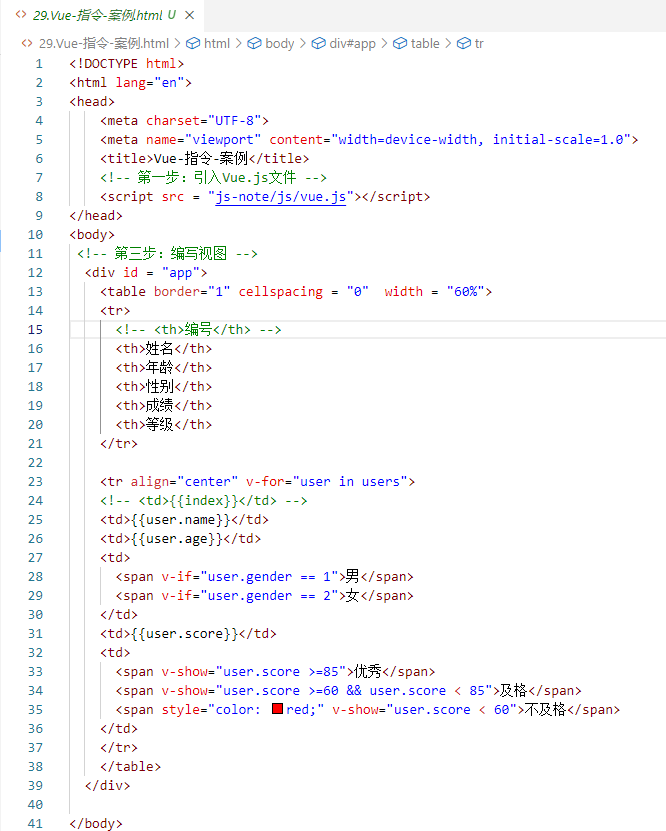 29.Vue-指令-案例.html U ×
29.Vue-指令-案例.html > html > body > div#app > table > tr
1 <!DOCTYPE html>
2 <html lang="en">
3 <head>
4 <meta charset="UTF-8">
5 <meta name="viewport" content="width=device-width, initial-scale=1.0">
6 <title>Vue-指令-案例</title>
7 <!-- 第一步：引入Vue.js文件 -->
8 <script src = "js-note/js/vue.js"></script>
9 </head>
10 <body>
11 <!-- 第三步：编写视图 -->
12 <div id = "app">
13 <table border="1" cellspacing = "0"  width = "60%">
14 <tr>
15 <!-- <th>编号</th> -->
16 <th>姓名</th>
17 <th>年龄</th>
18 <th>性别</th>
19 <th>成绩</th>
20 <th>等级</th>
21 </tr>
22
23 <tr align="center" v-for="user in users">
24 <!-- <td>{{index}}</td> -->
25 <td>{{user.name}}</td>
26 <td>{{user.age}}</td>
27 <td>
28 <span v-if="user.gender == 1">男</span>
29 <span v-if="user.gender == 2">女</span>
30 </td>
31 <td>{{user.score}}</td>
32 <td>
33 <span v-show="user.score >=85">优秀</span>
34 <span v-show="user.score >=60 && user.score < 85">及格</span>
35 <span style="color: red;" v-show="user.score < 60">不及格</span>
36 </td>
37 </tr>
38 </table>
39 </div>
40
41 </body>